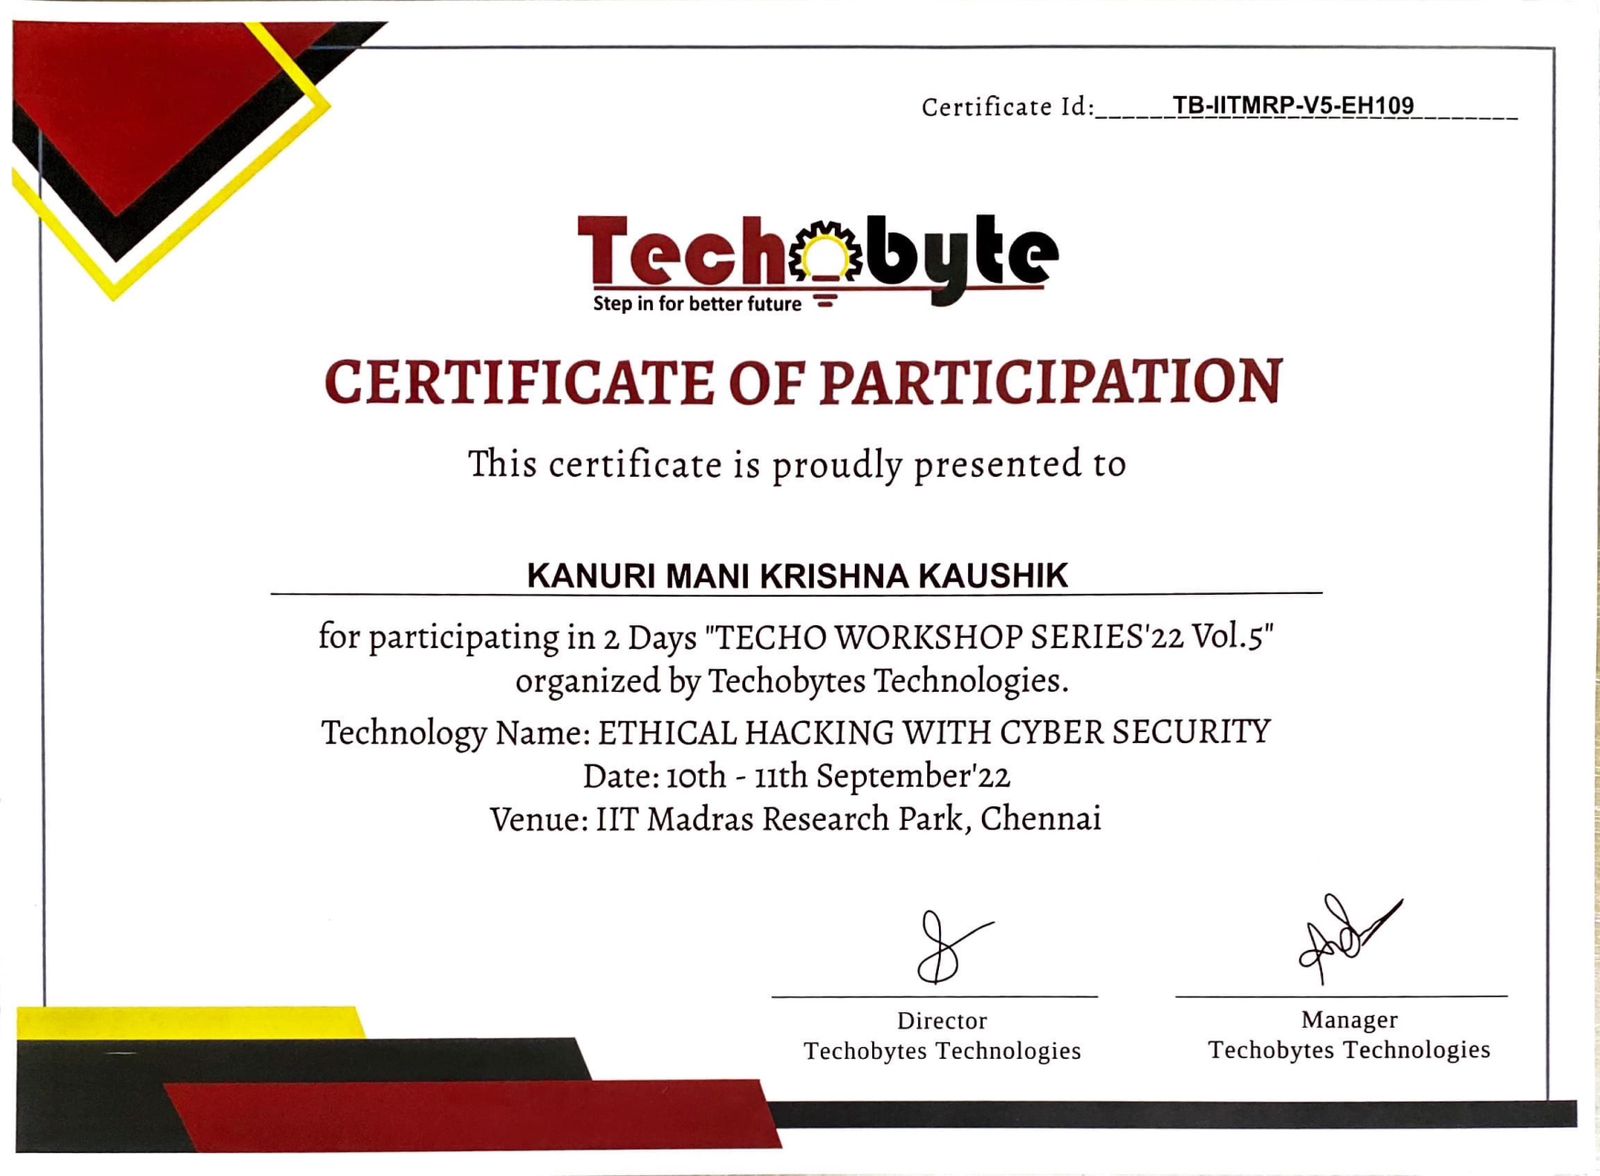 Certificate Id:______TB-IITMRP-V5-EH109________
Techobyte
Step in for better future
CERTIFICATE OF PARTICIPATION
This certificate is proudly presented to
KANURI MANI KRISHNA KAUSHIK
for participating in 2 Days "TECHO WORKSHOP SERIES'22 Vol.5"
organized by Techobytes Technologies.
Technology Name: ETHICAL HACKING WITH CYBER SECURITY
Date: 10th - 11th September'22
Venue: IIT Madras Research Park, Chennai
Director
Techobytes Technologies
Manager
Techobytes Technologies